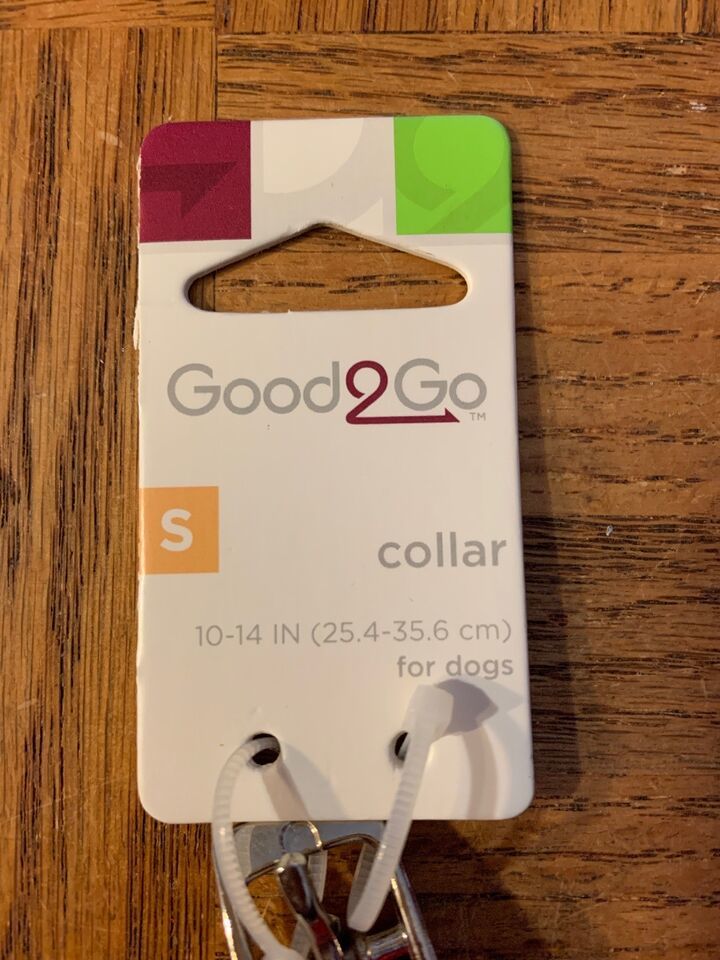 Good2Go™
S
collar
10-14 IN (25.4-35.6 cm)
for dogs